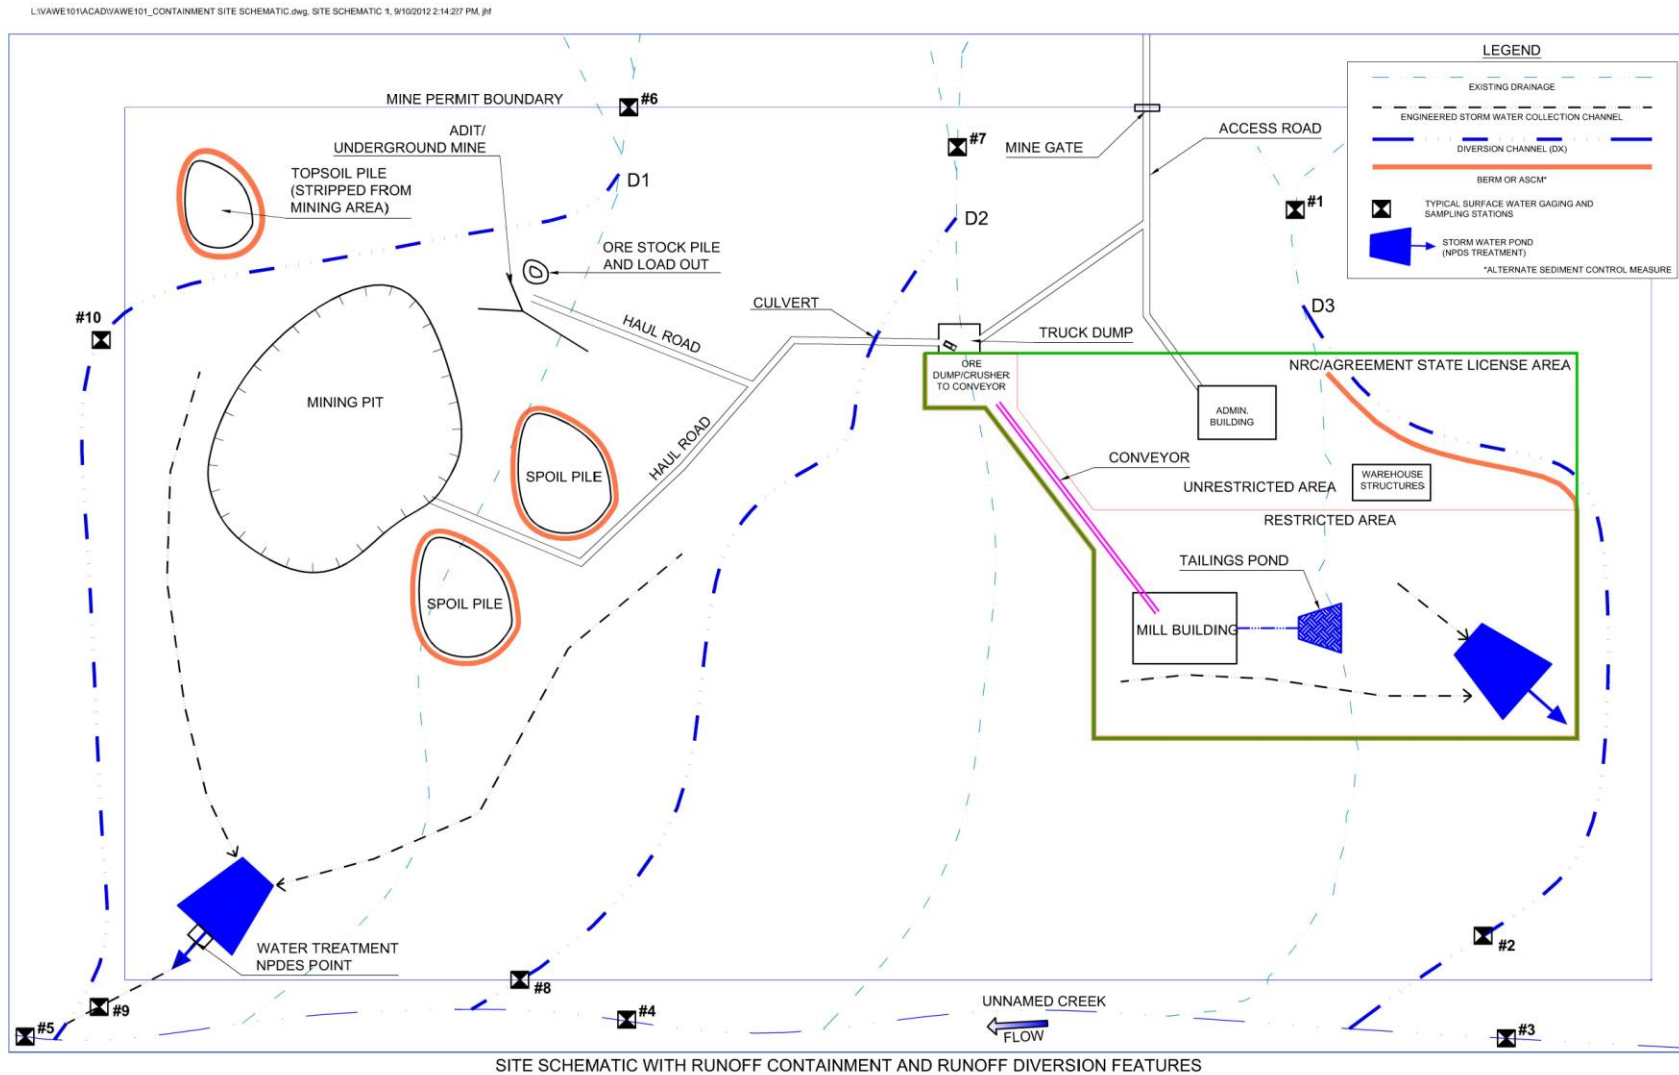 L:\VAWE101\ACAD\VAWE101_CONTAINMENT SITE SCHEMATIC.dwg, SITE SCHEMATIC 1, 9/10/2012 2:14:27 PM, jhf
LEGEND
EXISTING DRAINAGE
ENGINEERED STORM WATER COLLECTION CHANNEL
DIVERSION CHANNEL (DX)
BERM OR ASCM*
TYPICAL SURFACE WATER GAGING AND
SAMPLING STATIONS
STORM WATER POND
(NPDS TREATMENT)
*ALTERNATE SEDIMENT CONTROL MEASURE
MINE PERMIT BOUNDARY
#6
ADIT/
UNDERGROUND MINE
TOPSOIL PILE
(STRIPPED FROM
MINING AREA)
D1
#7
MINE GATE
ACCESS ROAD
#1
D2
ORE STOCK PILE
AND LOAD OUT
#10
HAUL ROAD
CULVERT
TRUCK DUMP
D3
NRC/AGREEMENT STATE LICENSE AREA
ORE
DUMP/CRUSHER
TO CONVEYOR
MINING PIT
ADMIN.
BUILDING
HAUL ROAD
SPOIL PILE
CONVEYOR
UNRESTRICTED AREA
WAREHOUSE
STRUCTURES
RESTRICTED AREA
TAILINGS POND
SPOIL PILE
MILL BUILDING
WATER TREATMENT
NPDES POINT
#2
#8
#9
#5
#4
UNNAMED CREEK
FLOW
#3
SITE SCHEMATIC WITH RUNOFF CONTAINMENT AND RUNOFF DIVERSION FEATURES